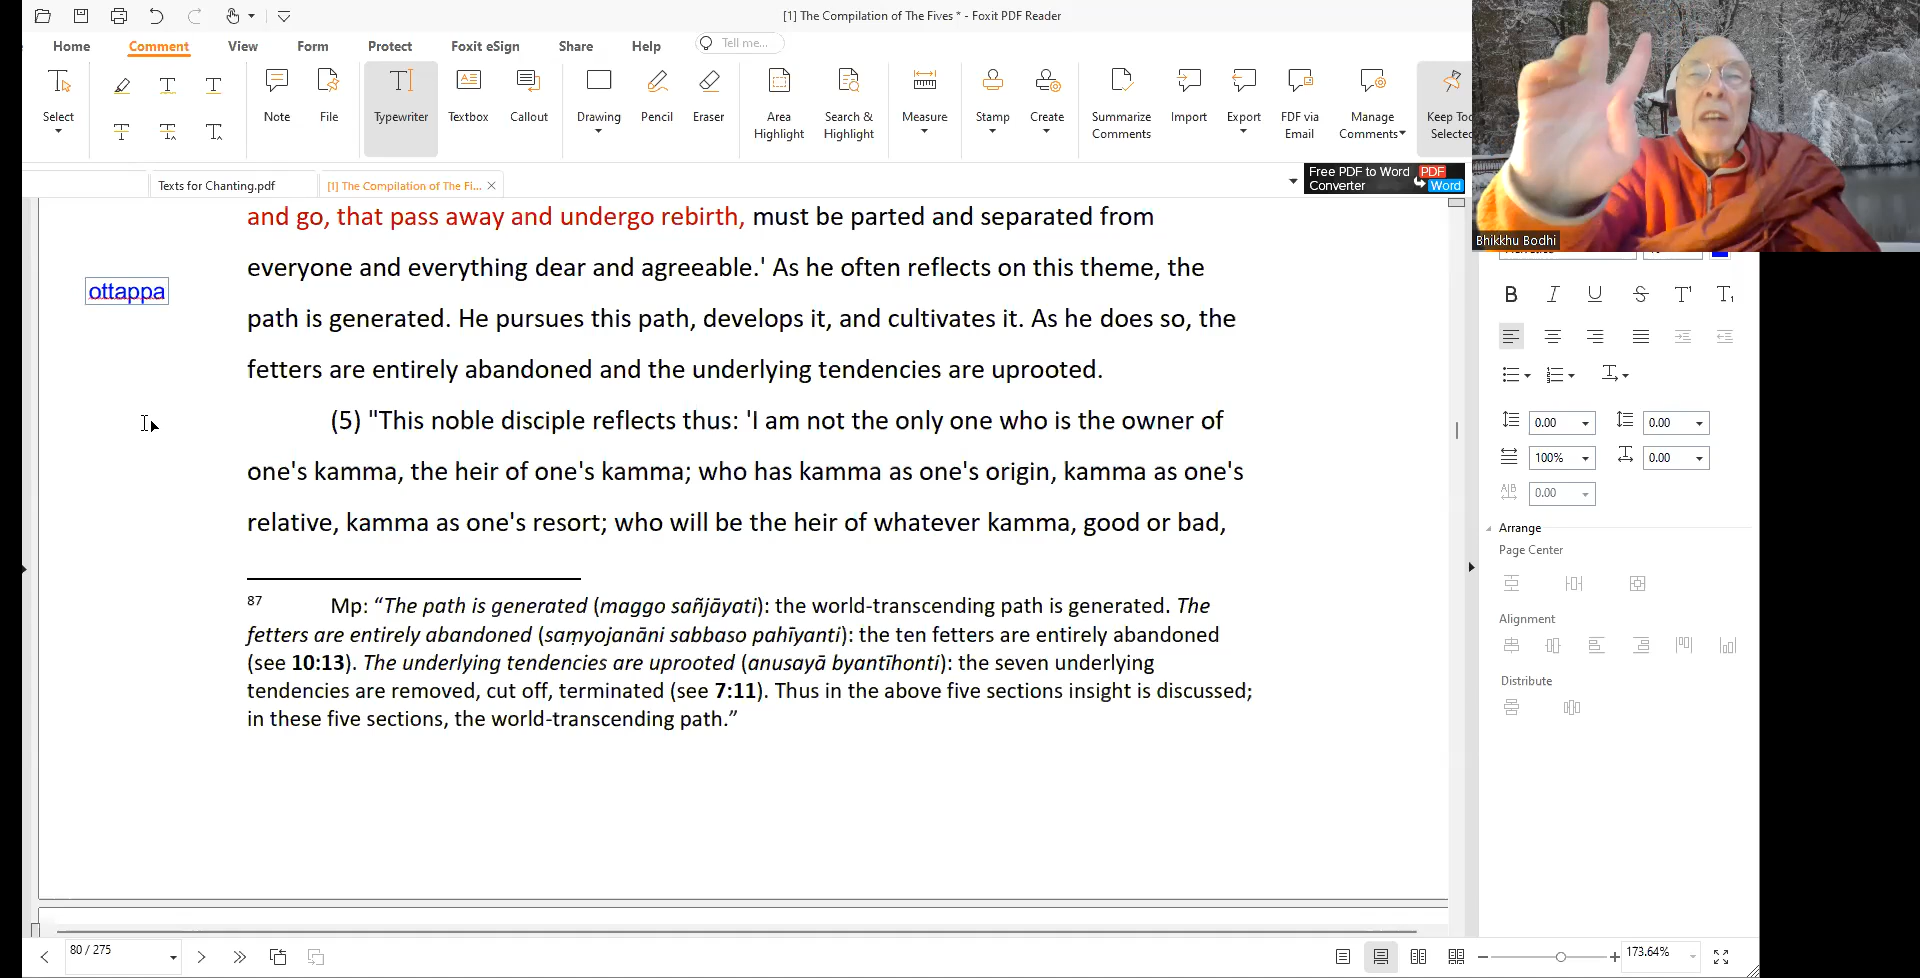 [1] The Compilation of The Fives * - Foxit PDF Reader
Home Comment View Form Protect Foxit eSign Share Help Tell me...
Select Note File Typewriter Textbox Callout Drawing Pencil Eraser Area Highlight Search & Highlight Measure Stamp Create Summarize Comments Import Export FDF via Email Manage Comments Keep Selected
Texts for Chanting.pdf [1] The Compilation of The Fi...
Free PDF to Word Converter PDF Word
Bhikkhu Bodhi
and go, that pass away and undergo rebirth, must be parted and separated from
everyone and everything dear and agreeable.' As he often reflects on this theme, the
ottappa
path is generated. He pursues this path, develops it, and cultivates it. As he does so, the
fetters are entirely abandoned and the underlying tendencies are uprooted.
(5) "This noble disciple reflects thus: 'I am not the only one who is the owner of
one's kamma, the heir of one's kamma; who has kamma as one's origin, kamma as one's
relative, kamma as one's resort; who will be the heir of whatever kamma, good or bad,
87 Mp: “The path is generated (maggo sañjāyati): the world-transcending path is generated. The
fetters are entirely abandoned (saṃyojanāni sabbaso pahīyanti): the ten fetters are entirely abandoned
(see 10:13). The underlying tendencies are uprooted (anusayā byantīhonti): the seven underlying
tendencies are removed, cut off, terminated (see 7:11). Thus in the above five sections insight is discussed;
in these five sections, the world-transcending path.”
0.00 0.00
100% 0.00
0.00
Arrange
Page Center
Alignment
Distribute
80 / 275
173.64%